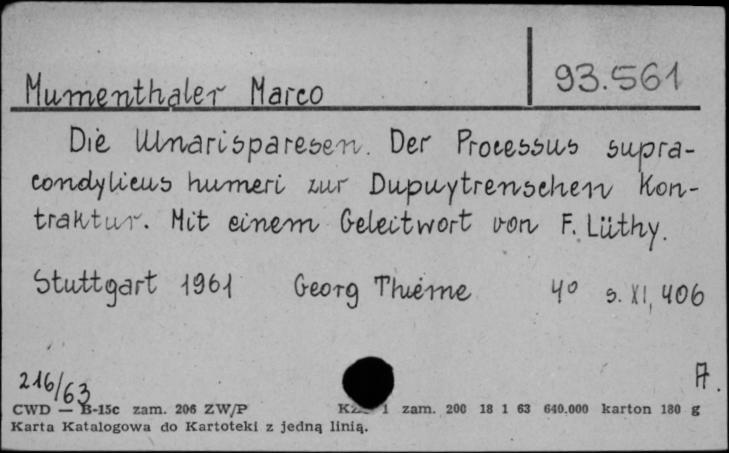 Mumenthaler Marco 93.561
Die Ulnarisparesen. Der Processus supra-
condylicus humeri zur Dupuytrenschen Kon-
traktur. Mit einem Geleitwort von F. Lüthy.
Stuttgart 1961 Georg Thieme 4° s. XI, 406
216/63 A.
CWD — B-15c zam. 206 ZW/P 1 zam. 200 18 1 63 640.000 karton 180 g
Karta Katalogowa do Kartoteki z jedną linią.